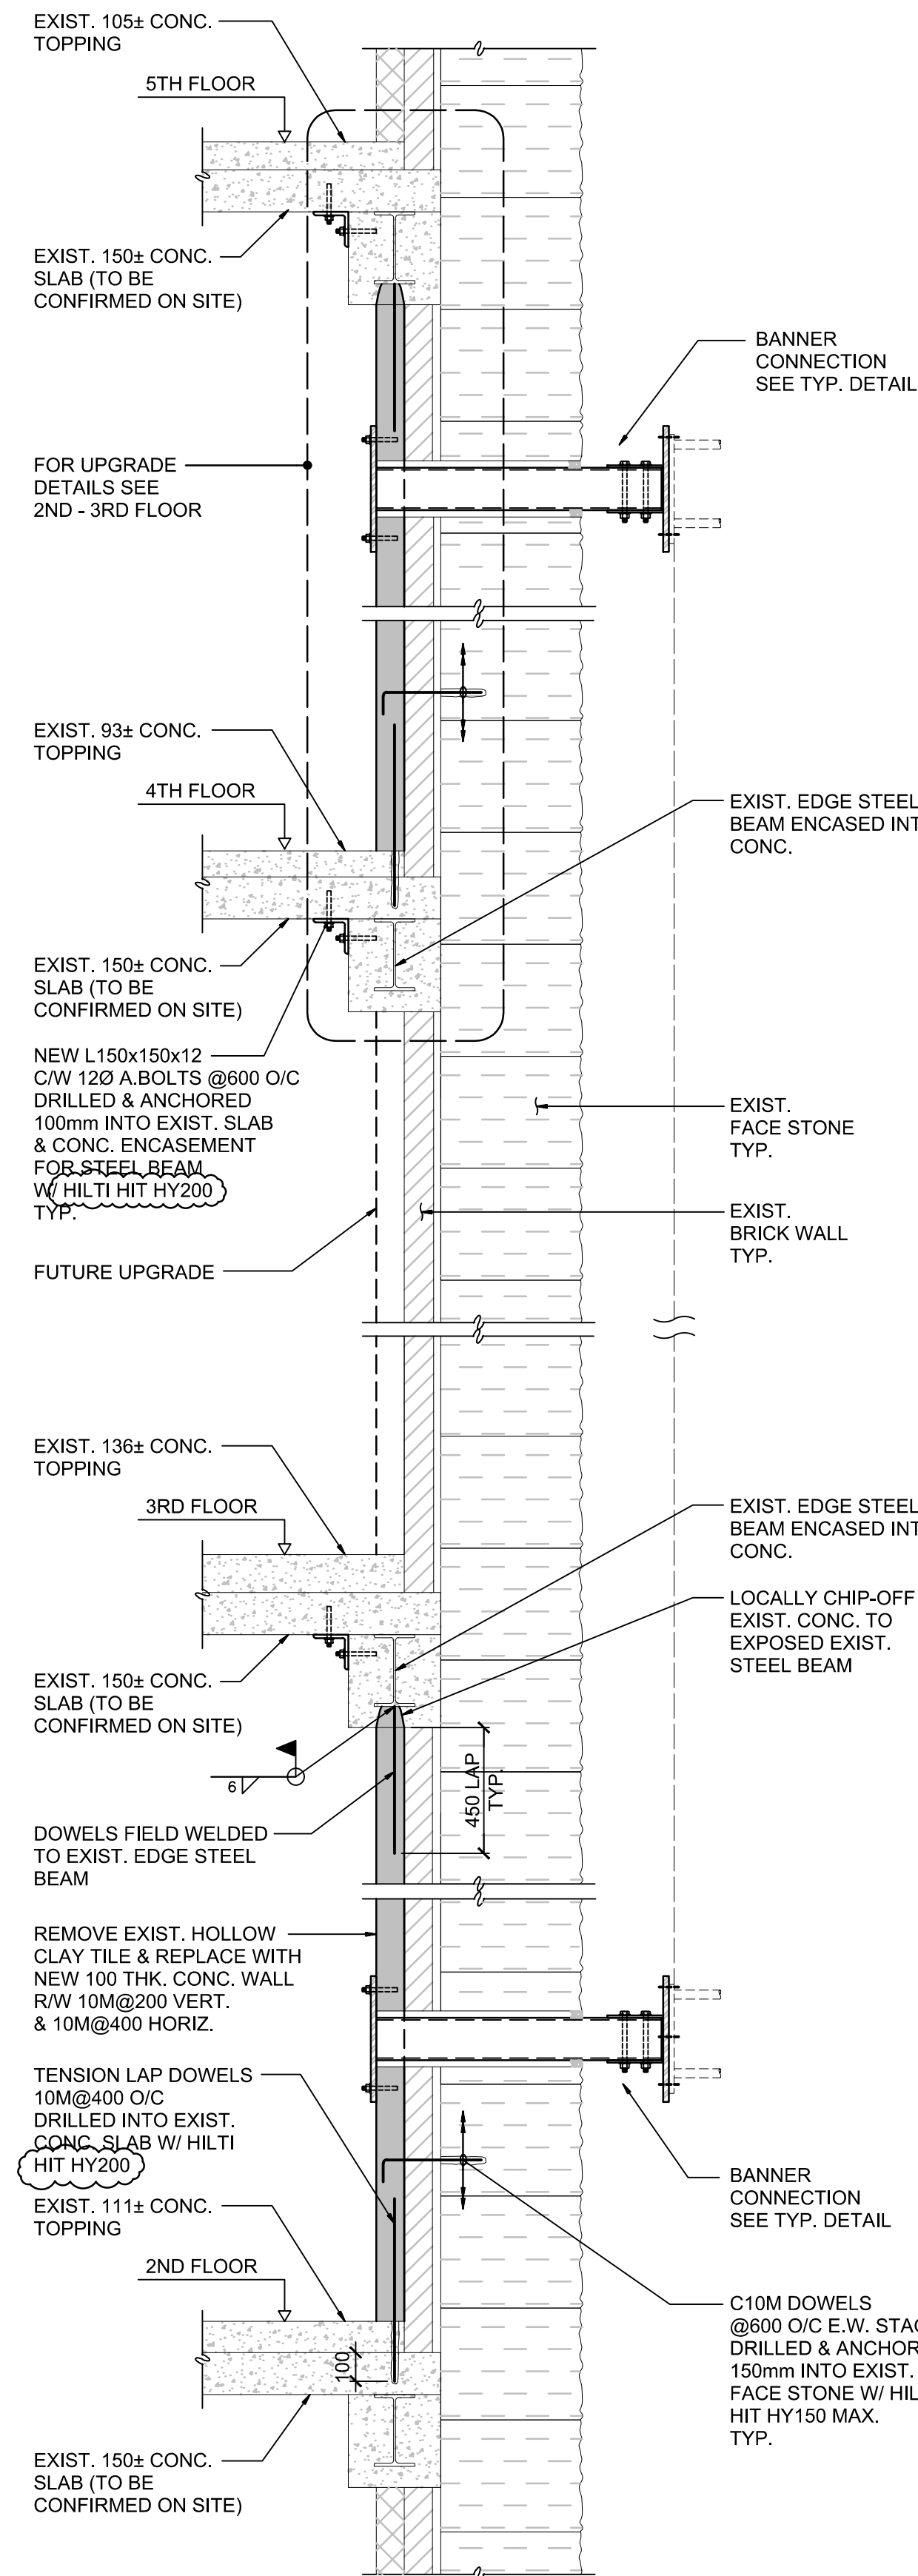 EXIST. 105± CONC.
TOPPING
5TH FLOOR
EXIST. 150± CONC.
SLAB (TO BE
CONFIRMED ON SITE)
BANNER
CONNECTION
SEE TYP. DETAIL
FOR UPGRADE
DETAILS SEE
2ND - 3RD FLOOR
EXIST. 93± CONC.
TOPPING
4TH FLOOR
EXIST. EDGE STEEL
BEAM ENCASED INT
CONC.
EXIST. 150± CONC.
SLAB (TO BE
CONFIRMED ON SITE)
NEW L150x150x12
C/W 12Ø A.BOLTS @600 O/C
DRILLED & ANCHORED
100mm INTO EXIST. SLAB
& CONC. ENCASEMENT
FOR STEEL BEAM
W/ HILTI HIT HY200
TYP.
EXIST.
FACE STONE
TYP.
EXIST.
BRICK WALL
TYP.
FUTURE UPGRADE
EXIST. 136± CONC.
TOPPING
3RD FLOOR
EXIST. EDGE STEEL
BEAM ENCASED INT
CONC.
LOCALLY CHIP-OFF
EXIST. CONC. TO
EXPOSED EXIST.
STEEL BEAM
EXIST. 150± CONC.
SLAB (TO BE
CONFIRMED ON SITE)
6
450 LAP
TYP.
DOWELS FIELD WELDED
TO EXIST. EDGE STEEL
BEAM
REMOVE EXIST. HOLLOW
CLAY TILE & REPLACE WITH
NEW 100 THK. CONC. WALL
R/W 10M@200 VERT.
& 10M@400 HORIZ.
TENSION LAP DOWELS
10M@400 O/C
DRILLED INTO EXIST.
CONC. SLAB W/ HILTI
HIT HY200
EXIST. 111± CONC.
TOPPING
BANNER
CONNECTION
SEE TYP. DETAIL
2ND FLOOR
100
C10M DOWELS
@600 O/C E.W. STAG
DRILLED & ANCHOR
150mm INTO EXIST.
FACE STONE W/ HIL
HIT HY150 MAX.
TYP.
EXIST. 150± CONC.
SLAB (TO BE
CONFIRMED ON SITE)